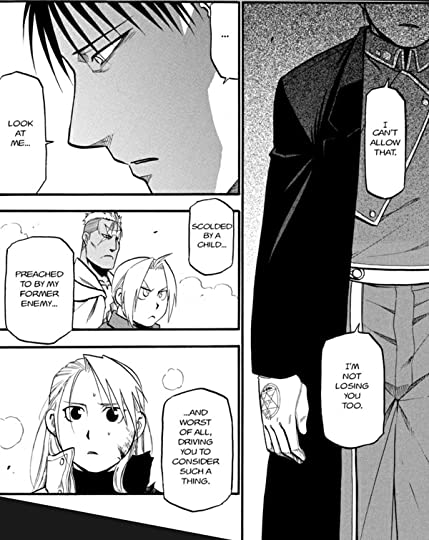 I
CAN'T
ALLOW
THAT.
I'M
NOT
LOSING
YOU
TOO.
...
LOOK
AT
ME...
SCOLDED
BY A
CHILD...
PREACHED
TO BY MY
FORMER
ENEMY...
...AND
WORST
OF ALL,
DRIVING
YOU TO
CONSIDER
SUCH
A THING.